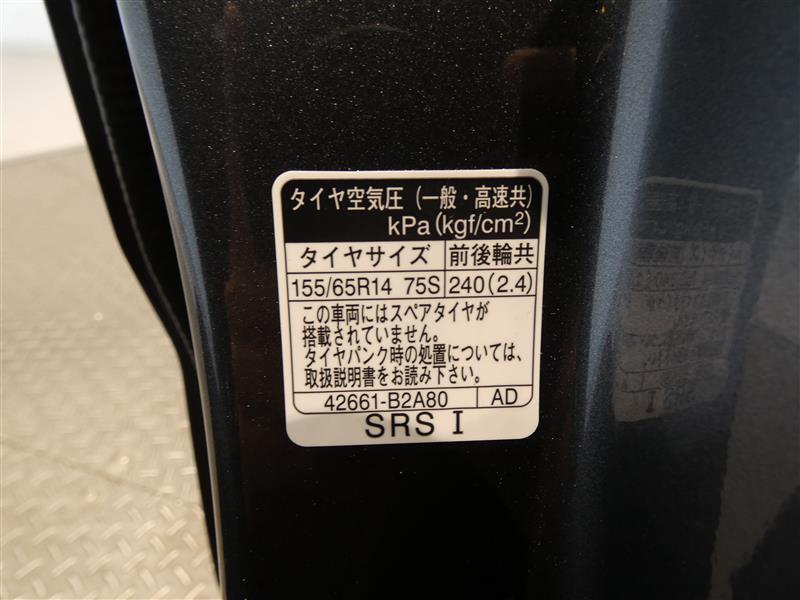 タイヤ空気圧（一般・高速共）
kPa(kgf/cm²)
タイヤサイズ 前後輪共
155/65R14 75S 240(2.4)
この車両にはスペアタイヤが
搭載されていません。
タイヤパンク時の処置については、
取扱説明書をお読み下さい。
42661-B2A80 AD
SRS I